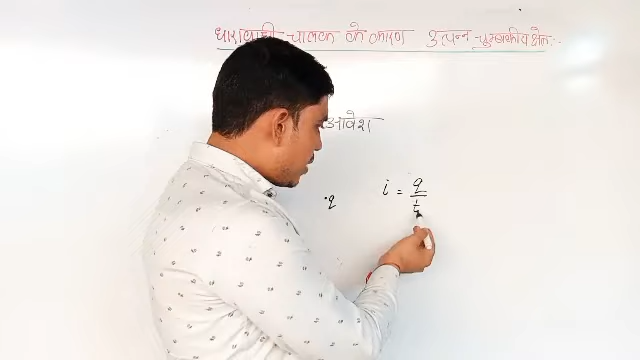 धारावाही चालक के कारण उत्पन्न चुम्बकीय क्षेत्र:-
आवेश
.q i = q/t